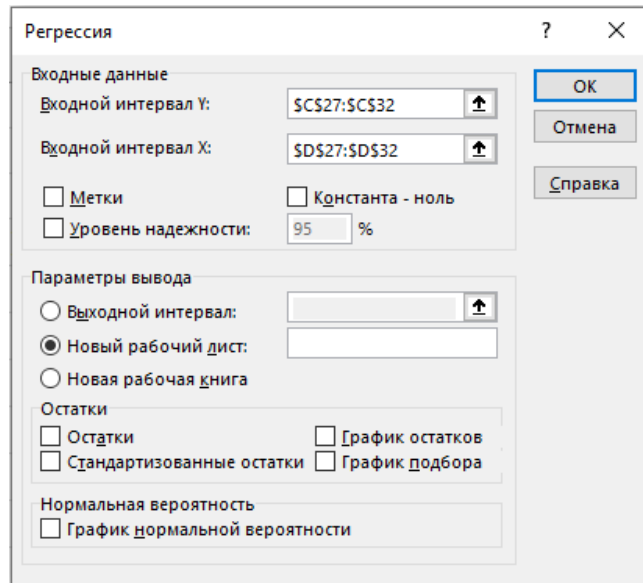 Регрессия
?
Входные данные
Входной интервал Y:
$C$27:$C$32
Входной интервал X:
$D$27:$D$32
Метки
Константа - ноль
Уровень надежности:
95
%
ОК
Отмена
Справка
Параметры вывода
Выходной интервал:
Новый рабочий лист:
Новая рабочая книга
Остатки
Остатки
График остатков
Стандартизованные остатки
График подбора
Нормальная вероятность
График нормальной вероятности